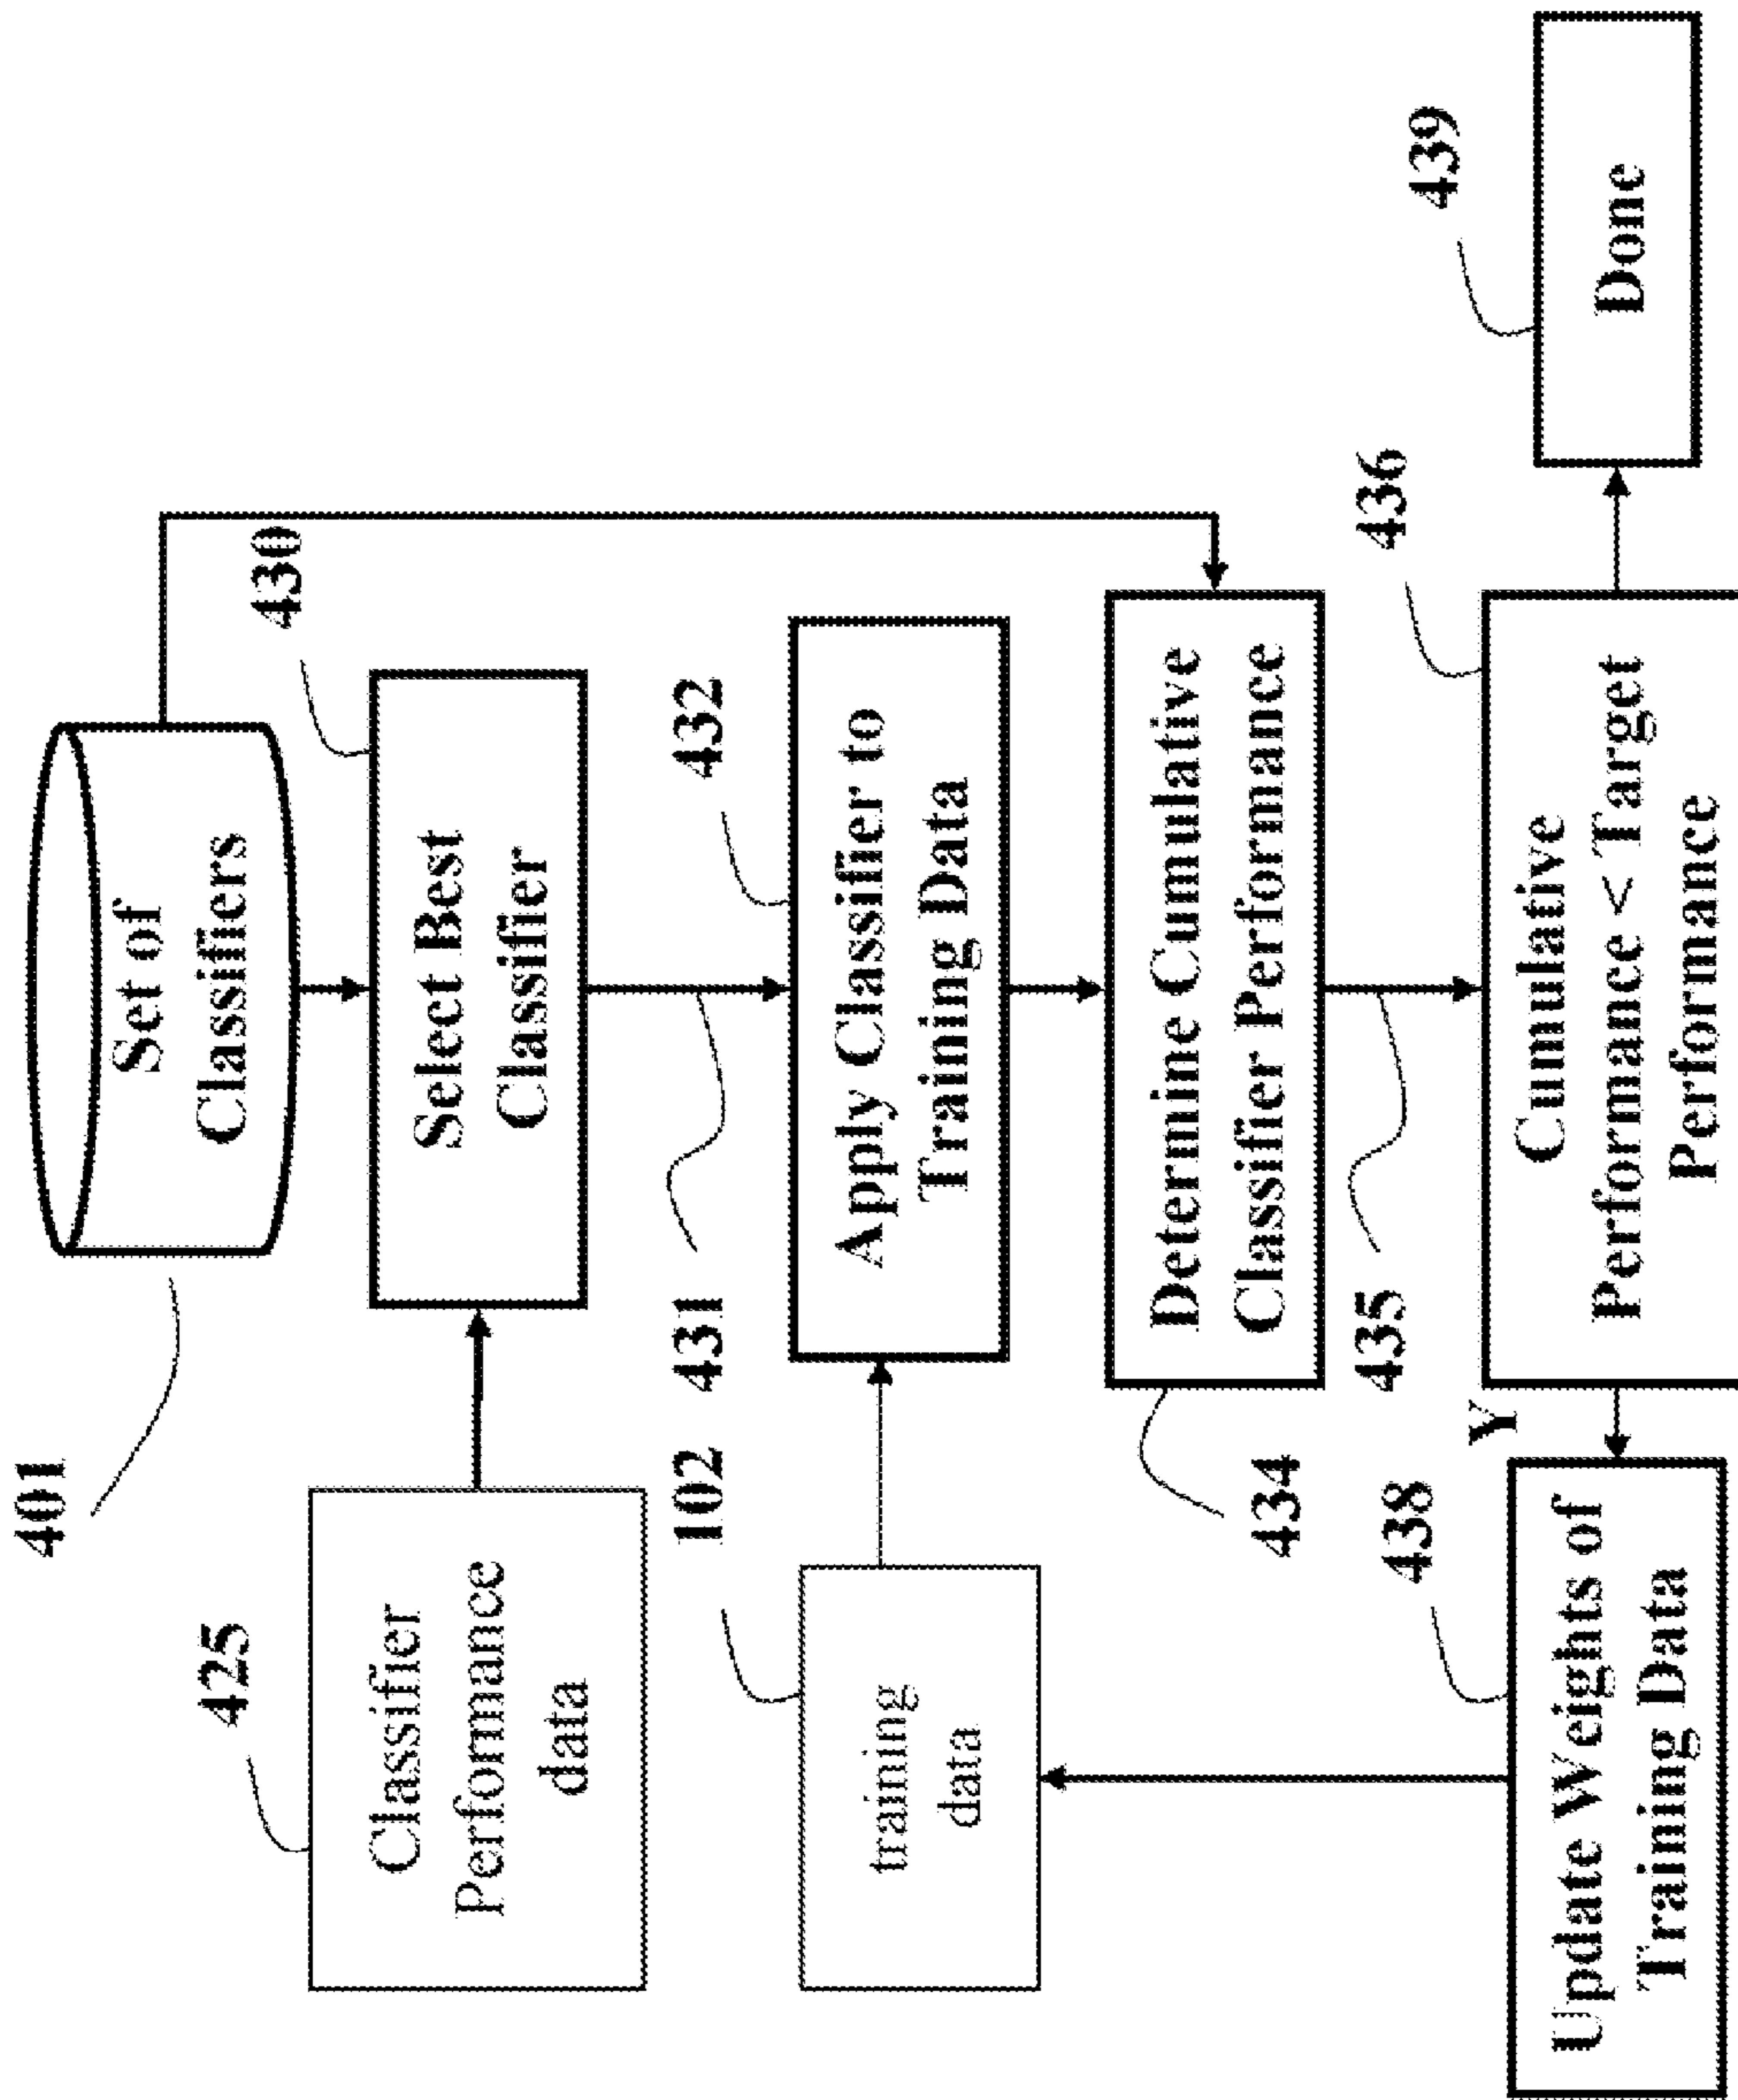 401
Set of
Classifiers
425
430
Classifier
Perfomance
data
Select Best
Classifier
102
431
432
training
data
Apply Classifier to
Training Data
434
Determine Cumulative
Classifier Performance
438
435
436
439
Y
Update Weights of
Training Data
Cumulative
Performance < Target
Performance
Done